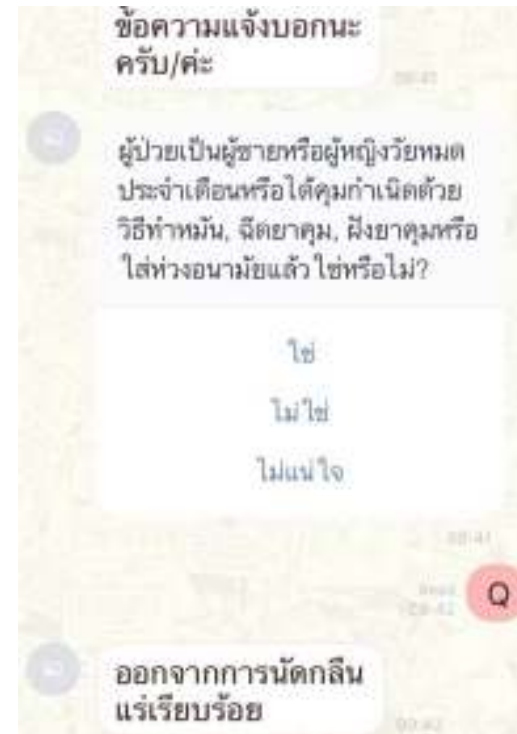 ข้อความแจ้งบอกนะ
ครับ/ค่ะ
ผู้ป่วยเป็นผู้ชายหรือผู้หญิงวัยหมด
ประจำเดือนหรือได้คุมกำเนิดด้วย
วิธีทำหมัน, ฉีดยาคุม, ฝังยาคุมหรือ
ใส่ห่วงอนามัยแล้ว ใช่หรือไม่?
ใช่
ไม่ใช่
ไม่แน่ใจ
Q
ออกจากการนัดกลืน
แร่เรียบร้อย